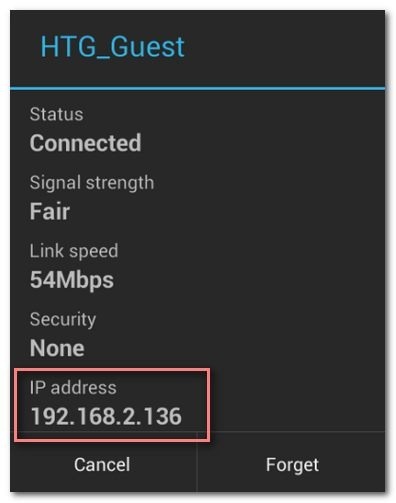 HTG_Guest
Status
Connected
Signal strength
Fair
Link speed
54Mbps
Security
None
IP address
192.168.2.136
Cancel Forget